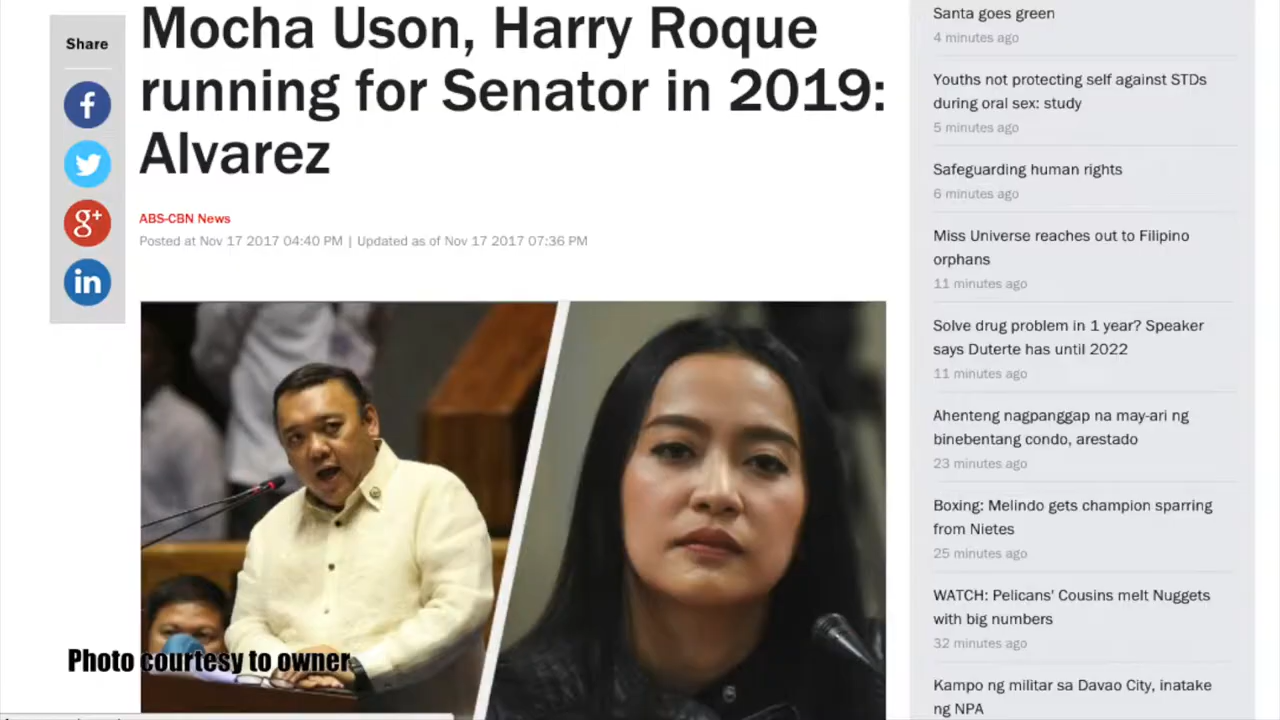 Share
f
g+
in
Mocha Uson, Harry Roque
running for Senator in 2019:
Alvarez
ABS-CBN News
Posted at Nov 17 2017 04:40 PM | Updated as of Nov 17 2017 07:36 PM
Photo courtesy to owner
Santa goes green
4 minutes ago
Youths not protecting self against STDs
during oral sex: study
5 minutes ago
Safeguarding human rights
6 minutes ago
Miss Universe reaches out to Filipino
orphans
11 minutes ago
Solve drug problem in 1 year? Speaker
says Duterte has until 2022
11 minutes ago
Ahenteng nagpanggap na may-ari ng
binebentang condo, arestado
23 minutes ago
Boxing: Melindo gets champion sparring
from Nietes
25 minutes ago
WATCH: Pelicans' Cousins melt Nuggets
with big numbers
32 minutes ago
Kampo ng militar sa Davao City, inatake
ng NPA